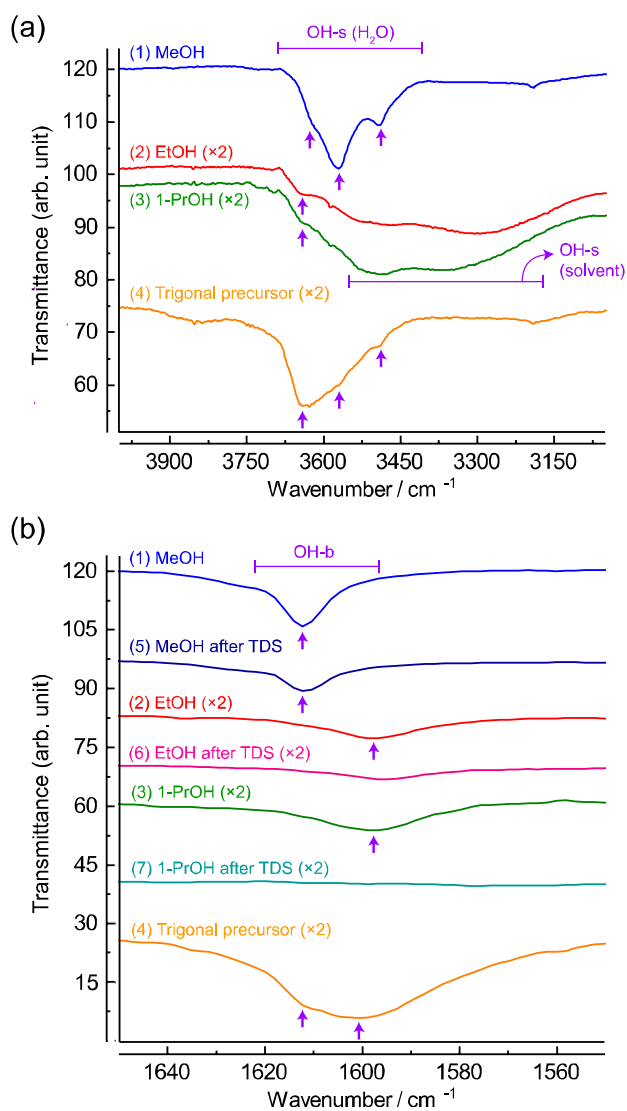 (a)
OH-s (H₂O)
(1) MeOH
120
110
(2) EtOH (×2)
100
(3) 1-PrOH (×2)
90
OH-s
(solvent)
80
(4) Trigonal precursor (×2)
70
60
Transmittance (arb. unit)
3900 3750 3600 3450 3300 3150
Wavenumber / cm ⁻¹
(b)
OH-b
(1) MeOH
120
105
(5) MeOH after TDS
90
(2) EtOH (×2)
75
(6) EtOH after TDS (×2)
60
(3) 1-PrOH (×2)
45
(7) 1-PrOH after TDS (×2)
30
(4) Trigonal precursor (×2)
15
Transmittance (arb. unit)
1640 1620 1600 1580 1560
Wavenumber / cm ⁻¹